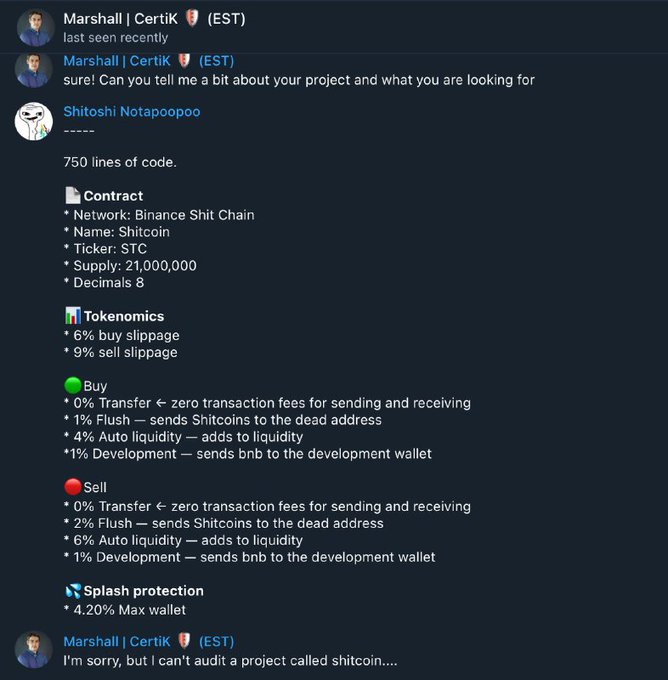 Marshall | CertiK 🛡 (EST)
last seen recently
Marshall | CertiK 🛡 (EST)
sure! Can you tell me a bit about your project and what you are looking for
Shitoshi Notapoopoo
-----
750 lines of code.
📄Contract
* Network: Binance Shit Chain
* Name: Shitcoin
* Ticker: STC
* Supply: 21,000,000
* Decimals 8
📊Tokenomics
* 6% buy slippage
* 9% sell slippage
🟢Buy
* 0% Transfer ← zero transaction fees for sending and receiving
* 1% Flush — sends Shitcoins to the dead address
* 4% Auto liquidity — adds to liquidity
*1% Development — sends bnb to the development wallet
🔴Sell
* 0% Transfer ← zero transaction fees for sending and receiving
* 2% Flush — sends Shitcoins to the dead address
* 6% Auto liquidity — adds to liquidity
* 1% Development — sends bnb to the development wallet
💦Splash protection
* 4.20% Max wallet
Marshall | CertiK 🛡 (EST)
I'm sorry, but I can't audit a project called shitcoin....